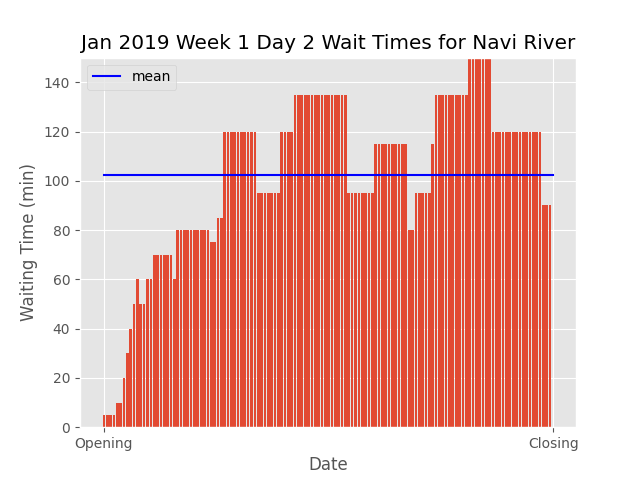 Jan 2019 Week 1 Day 2 Wait Times for Navi River
mean
140
120
100
80
60
40
20
0
Waiting Time (min)
Opening
Closing
Date